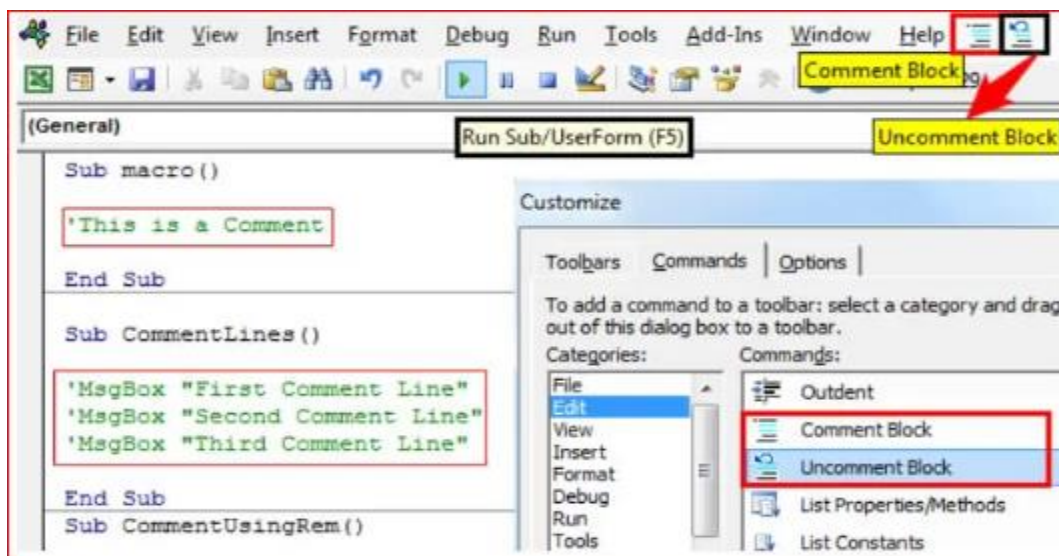 File Edit View Insert Format Debug Run Tools Add-Ins Window Help
Comment Block
(General)
Run Sub/UserForm (F5)
Uncomment Block
Sub macro()
'This is a Comment
End Sub
Sub CommentLines()
'MsgBox "First Comment Line"
'MsgBox "Second Comment Line"
'MsgBox "Third Comment Line"
End Sub
Sub CommentUsingRem()
Customize
Toolbars Commands Options
To add a command to a toolbar: select a category and drag
out of this dialog box to a toolbar.
Categories:
File
Edit
View
Insert
Format
Debug
Run
Tools
Commands:
Outdent
Comment Block
Uncomment Block
List Properties/Methods
List Constants